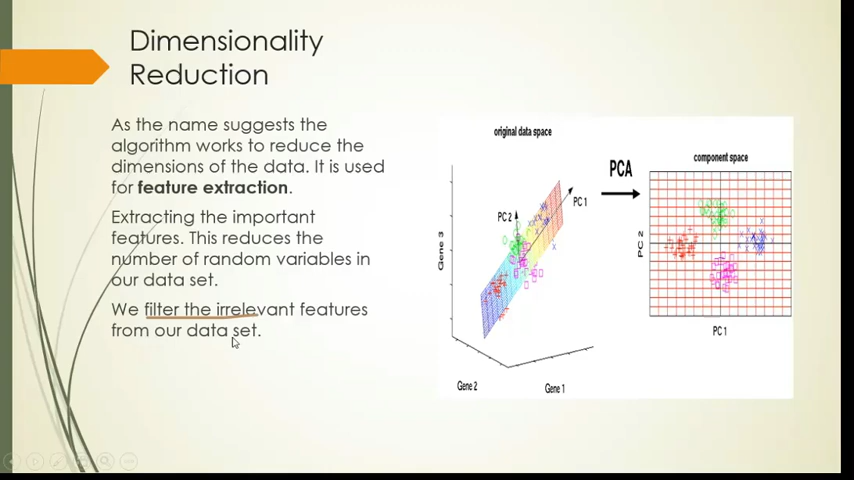 Dimensionality
Reduction
As the name suggests the
algorithm works to reduce the
dimensions of the data. It is used
for feature extraction.
Extracting the important
features. This reduces the
number of random variables in
our data set.
We filter the irrelevant features
from our data set.
original data space
PC 1
PC 2
Gene 3
Gene 2
Gene 1
PCA
component space
PC 2
PC 1